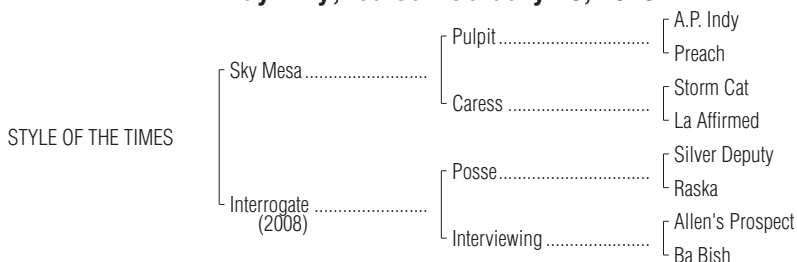 A.P. Indy
Pulpit
Preach
Sky Mesa
Storm Cat
Caress
La Affirmed
STYLE OF THE TIMES
Silver Deputy
Posse
Raska
Interrogate
(2008)
Allen's Prospect
Interviewing
Ba Bish